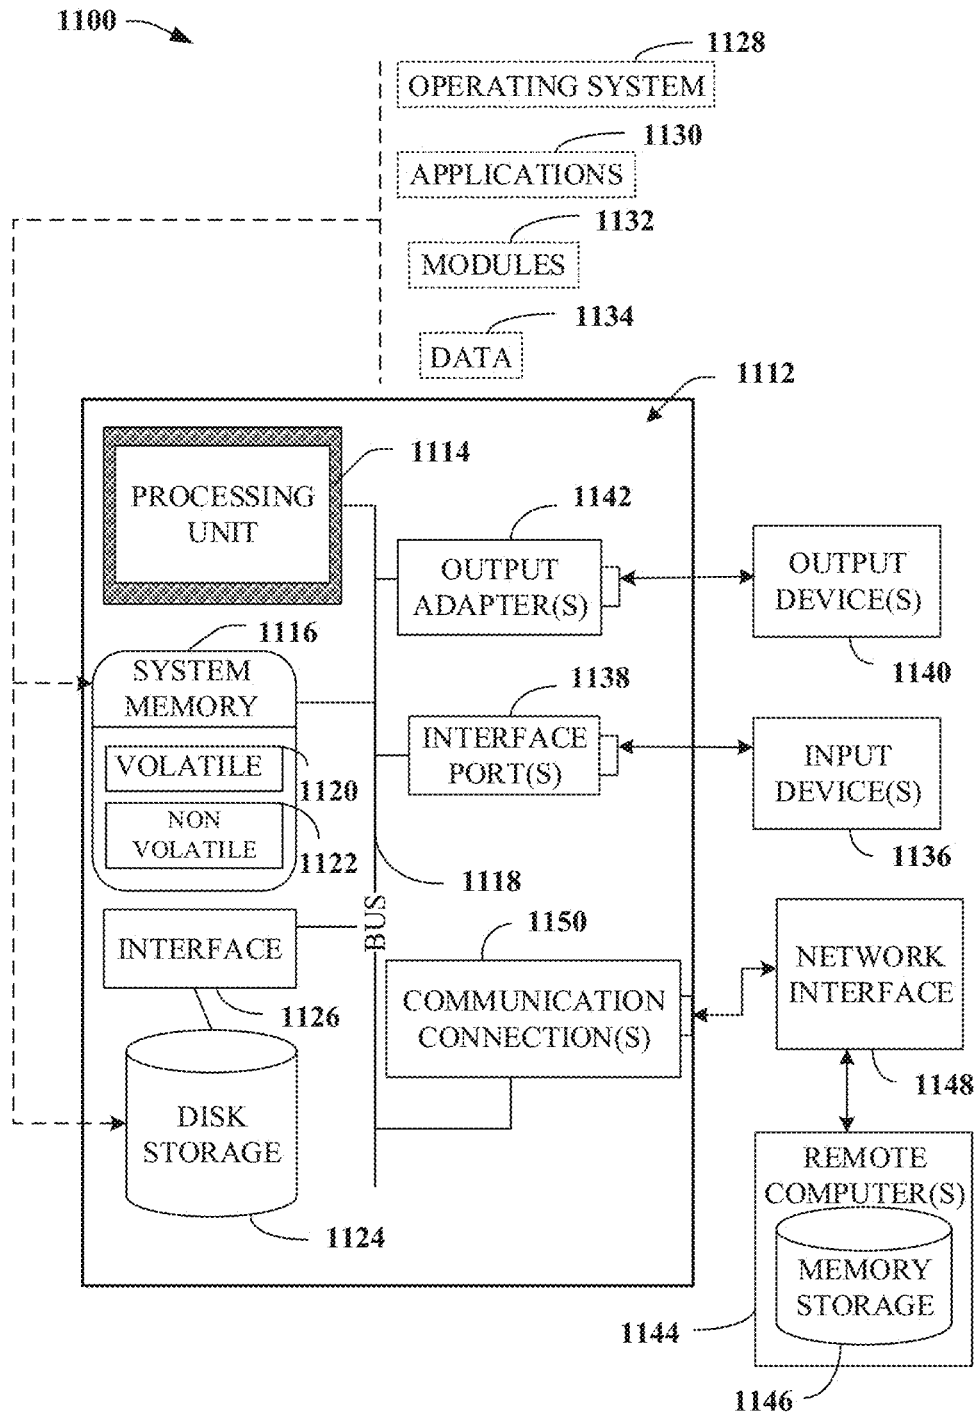 1100
1128
OPERATING SYSTEM
1130
APPLICATIONS
1132
MODULES
1134
DATA
1112
1114
PROCESSING
UNIT
1142
OUTPUT
ADAPTER(S)
OUTPUT
DEVICE(S)
1140
1116
SYSTEM
MEMORY
1138
INTERFACE
PORT(S)
INPUT
DEVICE(S)
1136
VOLATILE
1120
NON
VOLATILE
1122
1118
BUS
INTERFACE
1126
1150
COMMUNICATION
CONNECTION(S)
NETWORK
INTERFACE
1148
DISK
STORAGE
1124
REMOTE
COMPUTER(S)
MEMORY
STORAGE
1144
1146